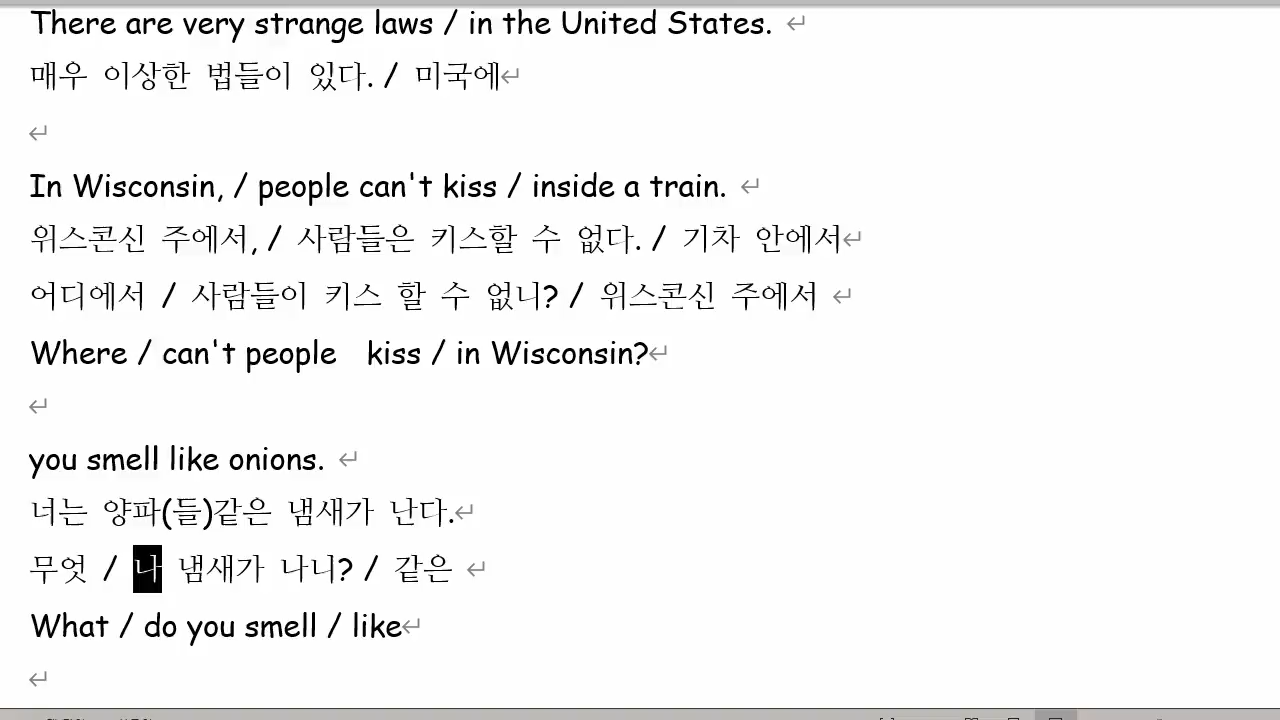 There are very strange laws / in the United States. ↵
매우 이상한 법들이 있다. / 미국에↵
↵
In Wisconsin, / people can't kiss / inside a train. ↵
위스콘신 주에서, / 사람들은 키스할 수 없다. / 기차 안에서↵
어디에서 / 사람들이 키스 할 수 없니? / 위스콘신 주에서 ↵
Where / can't people kiss / in Wisconsin?↵
↵
you smell like onions. ↵
너는 양파(들)같은 냄새가 난다.↵
무엇 / 나 냄새가 나니? / 같은 ↵
What / do you smell / like↵
↵